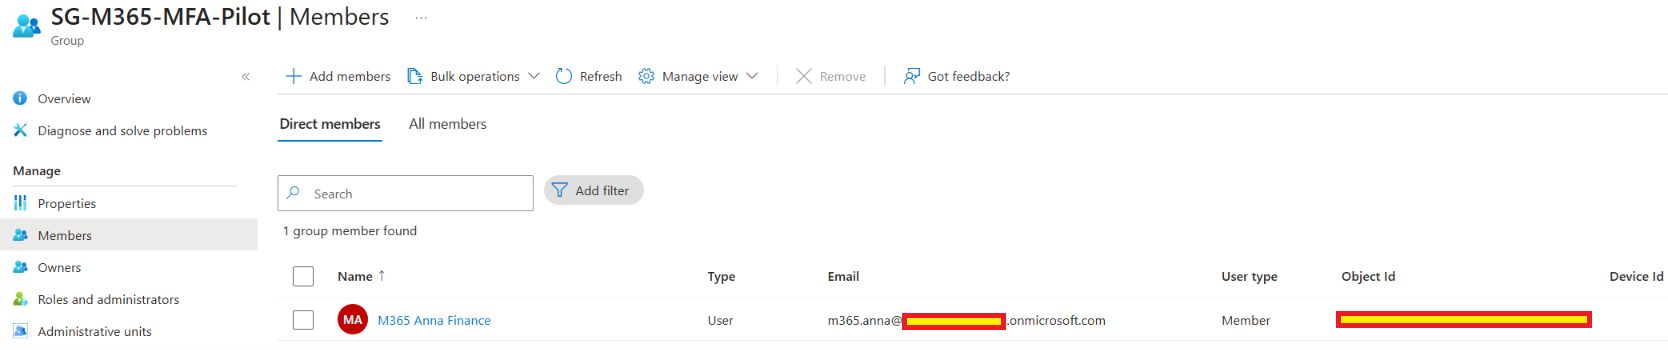 SG-M365-MFA-Pilot | Members ...
Group
«
Add members Bulk operations Refresh Manage view Remove Got feedback?
Overview
Diagnose and solve problems
Manage
Properties
Members
Owners
Roles and administrators
Administrative units
Direct members All members
Search Add filter
1 group member found
Name ↑ Type Email User type Object Id Device Id
MA M365 Anna Finance User m365.anna@ .onmicrosoft.com Member